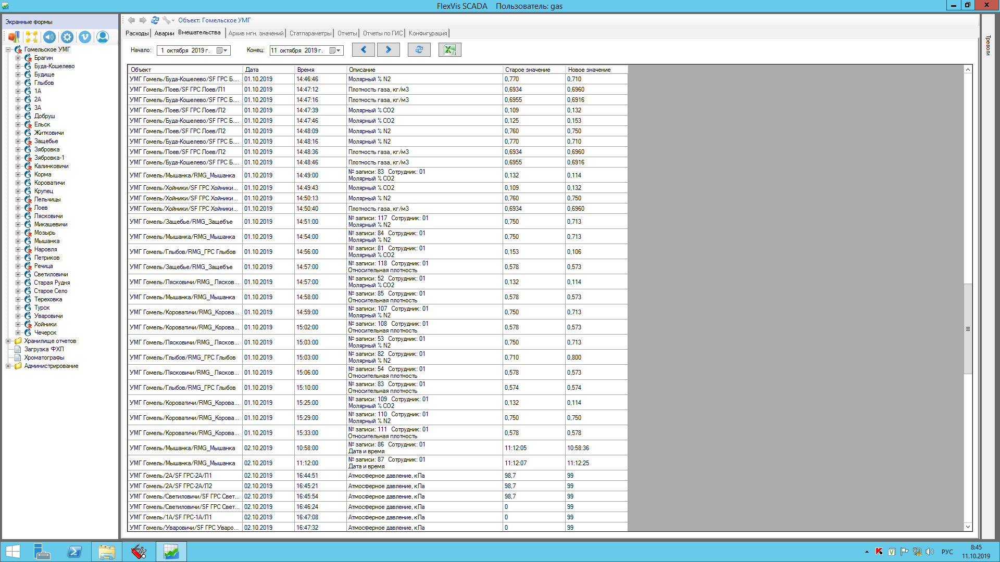 FlexVis SCADA    Пользователь: gas
Экранные формы
Объект: Гомельское УМГ
Расходы
Аварии
Вмешательства
Архив мгн. значений
Статпараметры
Отчеты
Отчеты по ГИС
Конфигурация
Начало:
1 октября 2019 г.
Конец:
11 октября 2019 г.
Гомельское УМГ
Брагин
Буда-Кошелево
Будище
Глыбов
1А
2А
3А
Добруш
Ельск
Житковичи
Защебье
Зябровка
Зябровка-1
Калинковичи
Корма
Короватичи
Крупец
Лельчицы
Лоев
Лясковичи
Микашевичи
Мозырь
Мышанка
Наровля
Петриков
Речица
Светиловичи
Старая Рудня
Старое Село
Тереховка
Турск
Уваровичи
Хойники
Чечерск
Хранилище отчетов
Загрузка ФХП
Хроматографы
Администрирование
Объект Дата Время Описание Старое значение Новое значение
УМГ Гомель/Буда-Кошелево/SF ГРС Б.... 01.10.2019 14:46:46 Молярный % N2 0,770 0,710
УМГ Гомель/Лоев/SF ГРС Лоев/Л1 01.10.2019 14:47:12 Плотность газа, кг/м3 0,6934 0,6960
УМГ Гомель/Буда-Кошелево/SF ГРС Б.... 01.10.2019 14:47:16 Плотность газа, кг/м3 0,6955 0,6916
УМГ Гомель/Лоев/SF ГРС Лоев/Л2 01.10.2019 14:47:39 Молярный % CO2 0,109 0,132
УМГ Гомель/Буда-Кошелево/SF ГРС Б.... 01.10.2019 14:47:46 Молярный % CO2 0,125 0,153
УМГ Гомель/Лоев/SF ГРС Лоев/Л2 01.10.2019 14:48:09 Молярный % N2 0,760 0,750
УМГ Гомель/Буда-Кошелево/SF ГРС Б.... 01.10.2019 14:48:16 Молярный % N2 0,770 0,710
УМГ Гомель/Лоев/SF ГРС Лоев/Л2 01.10.2019 14:48:36 Плотность газа, кг/м3 0,6934 0,6960
УМГ Гомель/Буда-Кошелево/SF ГРС Б.... 01.10.2019 14:48:46 Плотность газа, кг/м3 0,6955 0,6916
УМГ Гомель/Мышанка/RMG_Мышанка 01.10.2019 14:49:00 № записи: 83 Сотрудник: 01 0,132 0,114
Молярный % CO2
УМГ Гомель/Хойники/SF ГРС Хойники... 01.10.2019 14:49:43 Молярный % CO2 0,109 0,132
УМГ Гомель/Хойники/SF ГРС Хойники... 01.10.2019 14:50:13 Молярный % N2 0,760 0,750
УМГ Гомель/Хойники/SF ГРС Хойники... 01.10.2019 14:50:40 Плотность газа, кг/м3 0,6934 0,6960
УМГ Гомель/Защебье/RMG_Защебъе 01.10.2019 14:51:00 № записи: 117 Сотрудник: 01 0,750 0,713
Молярный % N2
УМГ Гомель/Мышанка/RMG_Мышанка 01.10.2019 14:54:00 № записи: 84 Сотрудник: 01 0,750 0,713
Молярный % N2
УМГ Гомель/Глыбов/RMG_ГРС Глыбов 01.10.2019 14:56:00 № записи: 81 Сотрудник: 01 0,153 0,106
Молярный % CO2
УМГ Гомель/Защебье/RMG_Защебъе 01.10.2019 14:57:00 № записи: 118 Сотрудник: 01 0,578 0,573
Относительная плотность
УМГ Гомель/Лясковичи/RMG_ Лясков... 01.10.2019 14:57:00 № записи: 52 Сотрудник: 01 0,132 0,114
Молярный % CO2
УМГ Гомель/Мышанка/RMG_Мышанка 01.10.2019 14:58:00 № записи: 85 Сотрудник: 01 0,578 0,573
Относительная плотность
УМГ Гомель/Короватичи/RMG_Корова... 01.10.2019 14:59:00 № записи: 107 Сотрудник: 01 0,750 0,713
Молярный % N2
УМГ Гомель/Короватичи/RMG_Корова... 01.10.2019 15:02:00 № записи: 108 Сотрудник: 01 0,578 0,573
Относительная плотность
УМГ Гомель/Лясковичи/RMG_ Лясков... 01.10.2019 15:03:00 № записи: 53 Сотрудник: 01 0,750 0,713
Молярный % N2
УМГ Гомель/Глыбов/RMG_ГРС Глыбов 01.10.2019 15:03:00 № записи: 82 Сотрудник: 01 0,710 0,800
Молярный % N2
УМГ Гомель/Лясковичи/RMG_ Лясков... 01.10.2019 15:06:00 № записи: 54 Сотрудник: 01 0,578 0,573
Относительная плотность
УМГ Гомель/Глыбов/RMG_ГРС Глыбов 01.10.2019 15:10:00 № записи: 83 Сотрудник: 01 0,574 0,574
Относительная плотность
УМГ Гомель/Короватичи/RMG_Корова... 01.10.2019 15:25:00 № записи: 109 Сотрудник: 01 0,132 0,114
Молярный % CO2
УМГ Гомель/Короватичи/RMG_Корова... 01.10.2019 15:29:00 № записи: 110 Сотрудник: 01 0,750 0,750
Молярный % N2
УМГ Гомель/Короватичи/RMG_Корова... 01.10.2019 15:33:00 № записи: 111 Сотрудник: 01 0,578 0,578
Относительная плотность
УМГ Гомель/Мышанка/RMG_Мышанка 02.10.2019 10:58:00 № записи: 86 Сотрудник: 01 11:12:05 10:58:36
Дата и время
УМГ Гомель/Мышанка/RMG_Мышанка 02.10.2019 11:12:00 № записи: 87 Сотрудник: 01 11:12:07 11:12:25
Дата и время
УМГ Гомель/2А/SF ГРС-2А/Л1 02.10.2019 16:44:51 Атмосферное давление, кПа 98,7 99
УМГ Гомель/2А/SF ГРС-2А/Л2 02.10.2019 16:45:21 Атмосферное давление, кПа 98,7 99
УМГ Гомель/Светиловичи/SF ГРС Свет... 02.10.2019 16:45:54 Атмосферное давление, кПа 98,7 99
УМГ Гомель/Светиловичи/SF ГРС Свет... 02.10.2019 16:46:24 Атмосферное давление, кПа 0 99
УМГ Гомель/1А/SF ГРС-1А/Л1 02.10.2019 16:47:08 Атмосферное давление, кПа 0 99
УМГ Гомель/Уваровичи/SF ГРС Уваро... 02.10.2019 16:47:32 Атмосферное давление, кПа 0 99
Тревоги
РУС
8:45
11.10.2019